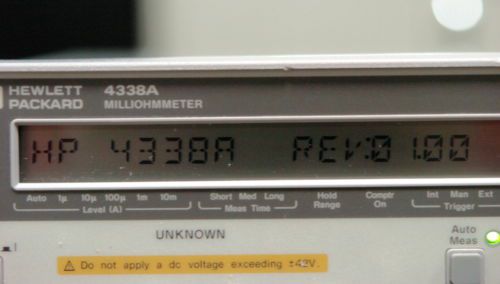 HEWLETT PACKARD 4338A MILLIOHMMETER
HP 4338A REV:01.00
Auto 1µ 10µ 100µ 1m 10m Short Med Long Hold Range Comptr On Int Man Ext
Level (A) Meas Time Trigger
UNKNOWN
Auto Meas
⚠ Do not apply a dc voltage exceeding ±42V.